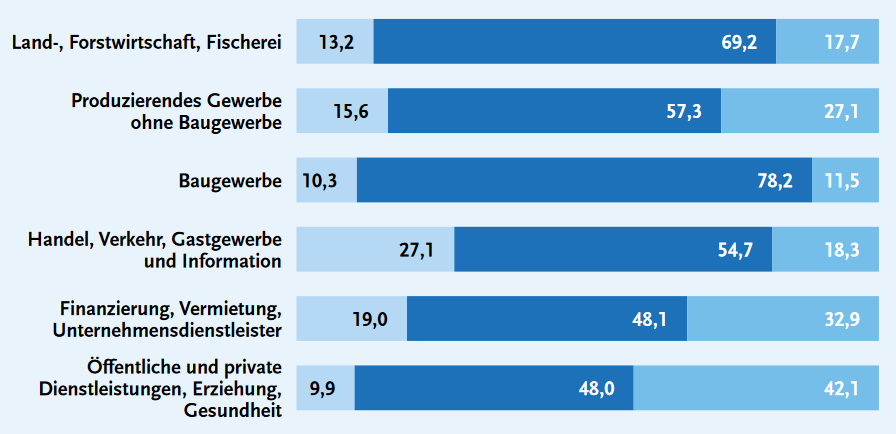 Land-, Forstwirtschaft, Fischerei 13,2 69,2 17,7
Produzierendes Gewerbe
ohne Baugewerbe 15,6 57,3 27,1
Baugewerbe 10,3 78,2 11,5
Handel, Verkehr, Gastgewerbe
und Information 27,1 54,7 18,3
Finanzierung, Vermietung,
Unternehmensdienstleister 19,0 48,1 32,9
Öffentliche und private
Dienstleistungen, Erziehung, 9,9 48,0 42,1
Gesundheit